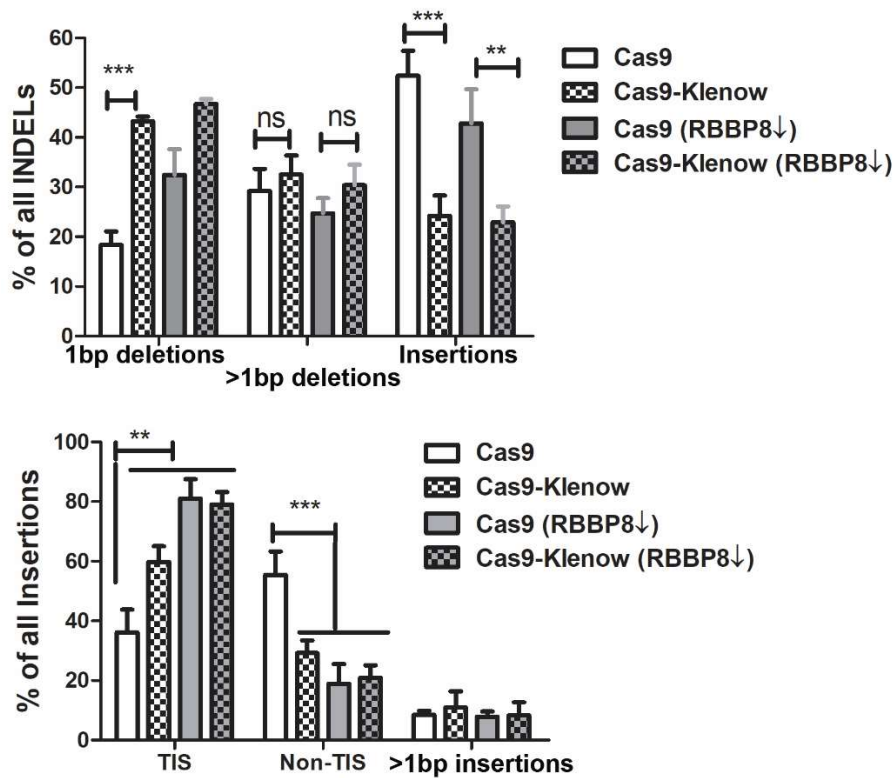 ***
**
***
ns
ns
Cas9
Cas9-Klenow
Cas9 (RBBP8↓)
Cas9-Klenow (RBBP8↓)
% of all INDELs
60
50
40
30
20
10
0
1bp deletions
>1bp deletions
Insertions
**
***
Cas9
Cas9-Klenow
Cas9 (RBBP8↓)
Cas9-Klenow (RBBP8↓)
% of all Insertions
100
80
60
40
20
0
TIS
Non-TIS
>1bp insertions